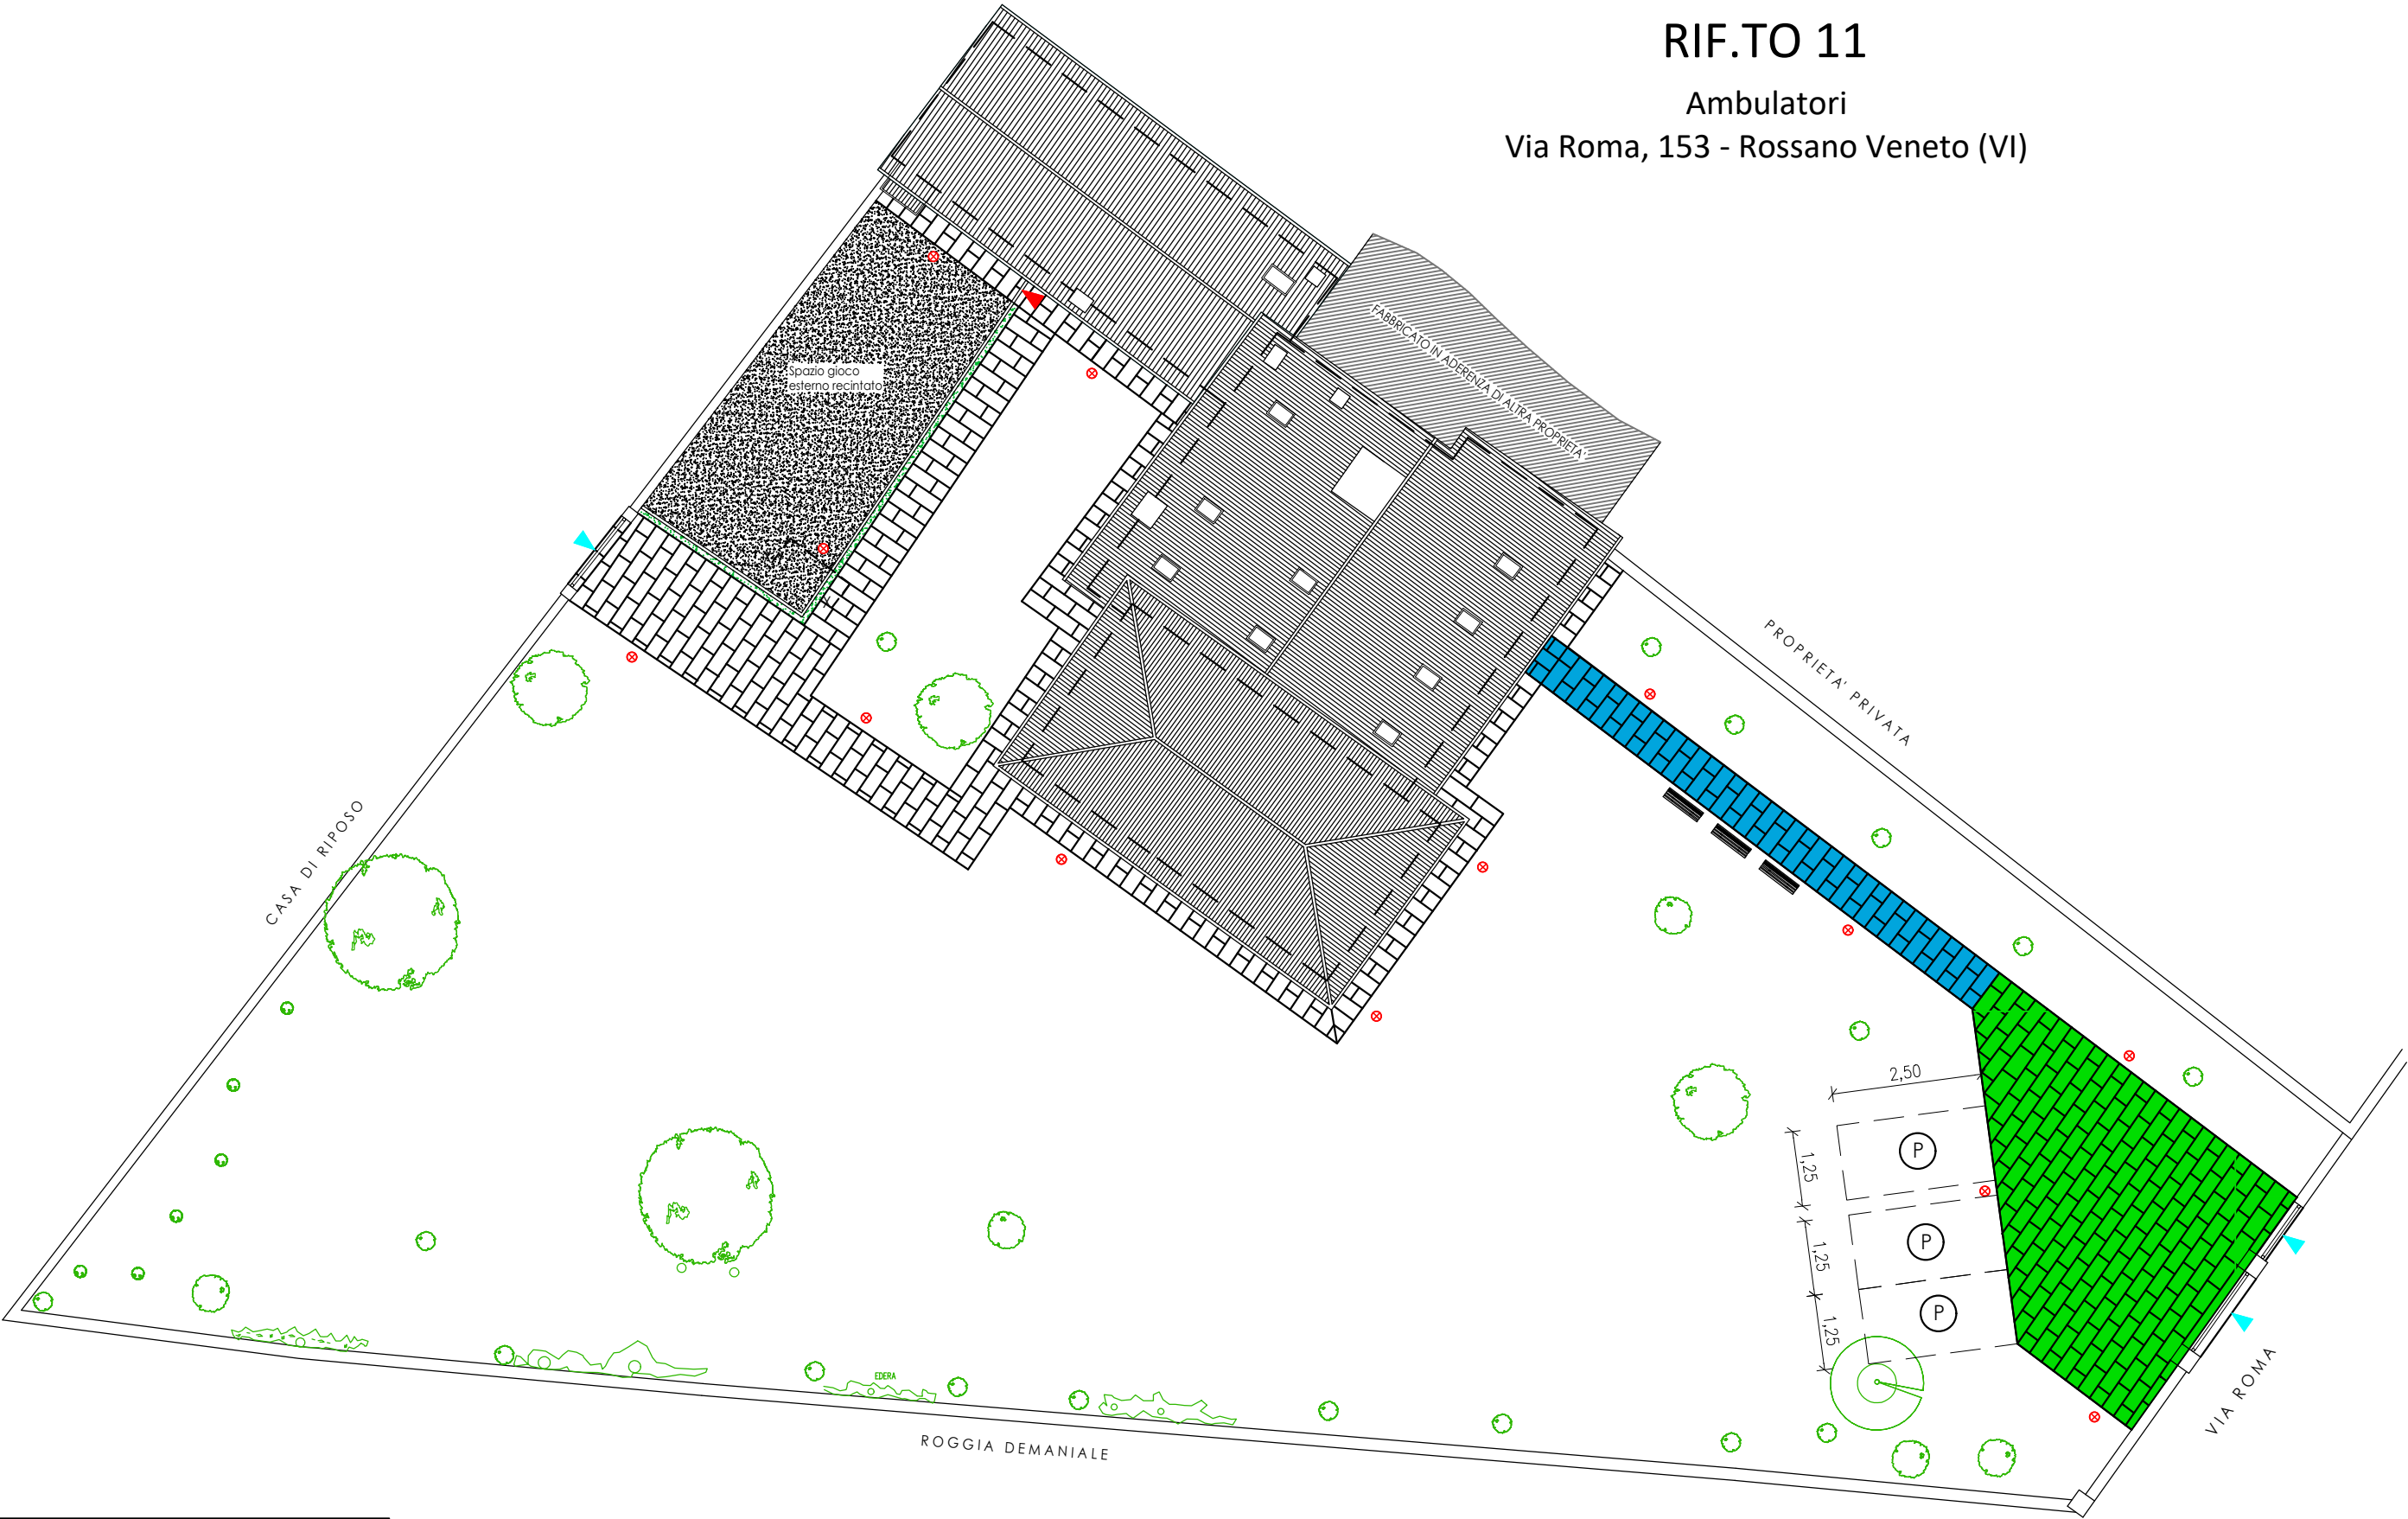 RIF.TO 11
Ambulatori
Via Roma, 153 - Rossano Veneto (VI)
FABBRICATO IN ADERENZA DI ALTRA PROPRIETA'
Spazio gioco
esterno recintato
PROPRIETA' PRIVATA
CASA DI RIPOSO
2,50
P
1,25
P
1,25
P
1,25
VIA ROMA
EDERA
ROGGIA DEMANIALE